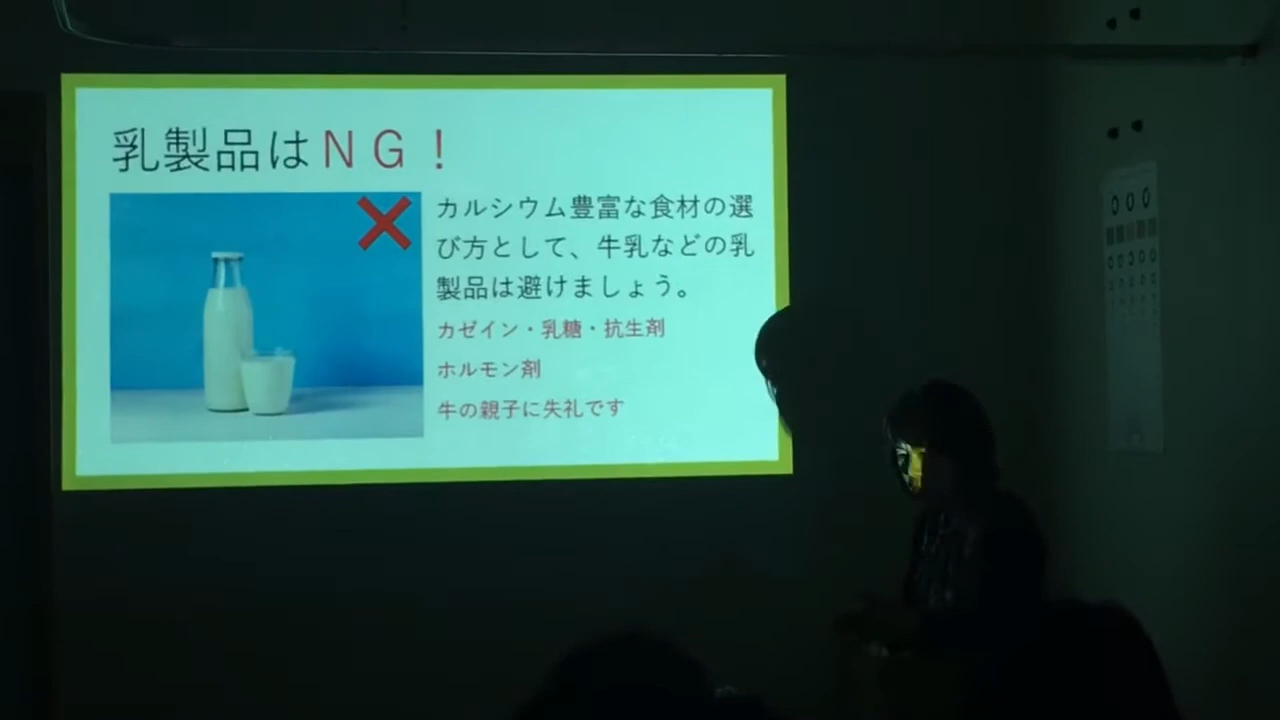 乳製品はＮＧ！
カルシウム豊富な食材の選
び方として、牛乳などの乳
製品は避けましょう。
カゼイン・乳糖・抗生剤
ホルモン剤
牛の親子に失礼です